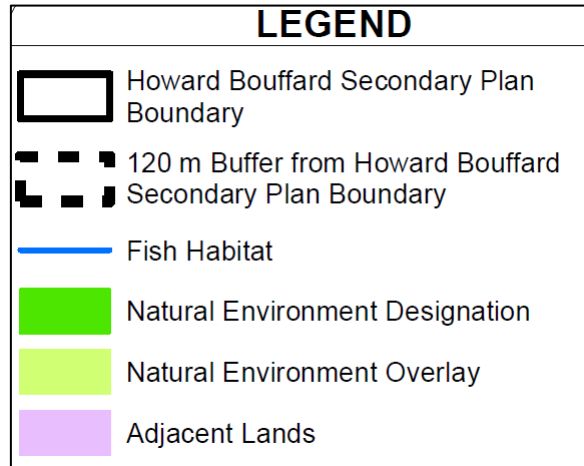 LEGEND
Howard Bouffard Secondary Plan
Boundary
120 m Buffer from Howard Bouffard
Secondary Plan Boundary
Fish Habitat
Natural Environment Designation
Natural Environment Overlay
Adjacent Lands